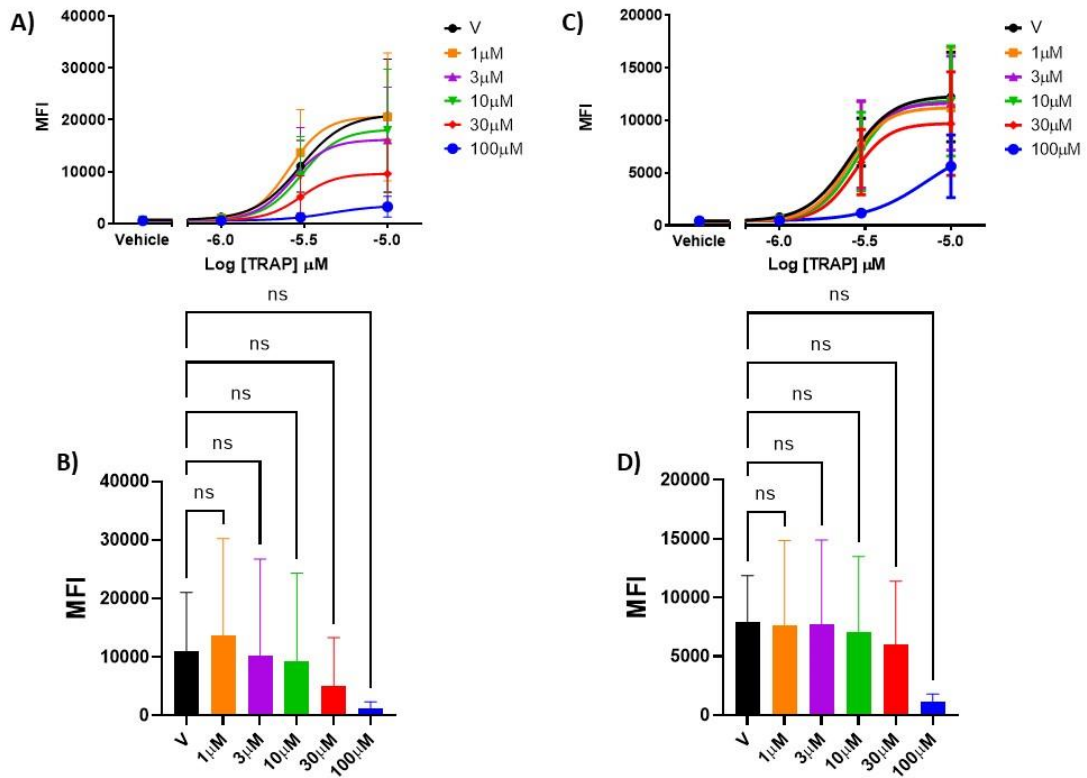 A)
MFI
40000
30000
20000
10000
0
Vehicle
-6.0
-5.5
-5.0
Log [TRAP] μM
V
1μM
3μM
10μM
30μM
100μM
C)
MFI
20000
15000
10000
5000
0
Vehicle
-6.0
-5.5
-5.0
Log [TRAP] μM
V
1μM
3μM
10μM
30μM
100μM
B)
ns
ns
ns
ns
ns
MFI
40000
30000
20000
10000
0
V
1μM
3μM
10μM
30μM
100μM
D)
ns
ns
ns
ns
ns
MFI
20000
15000
10000
5000
0
V
1μM
3μM
10μM
30μM
100μM